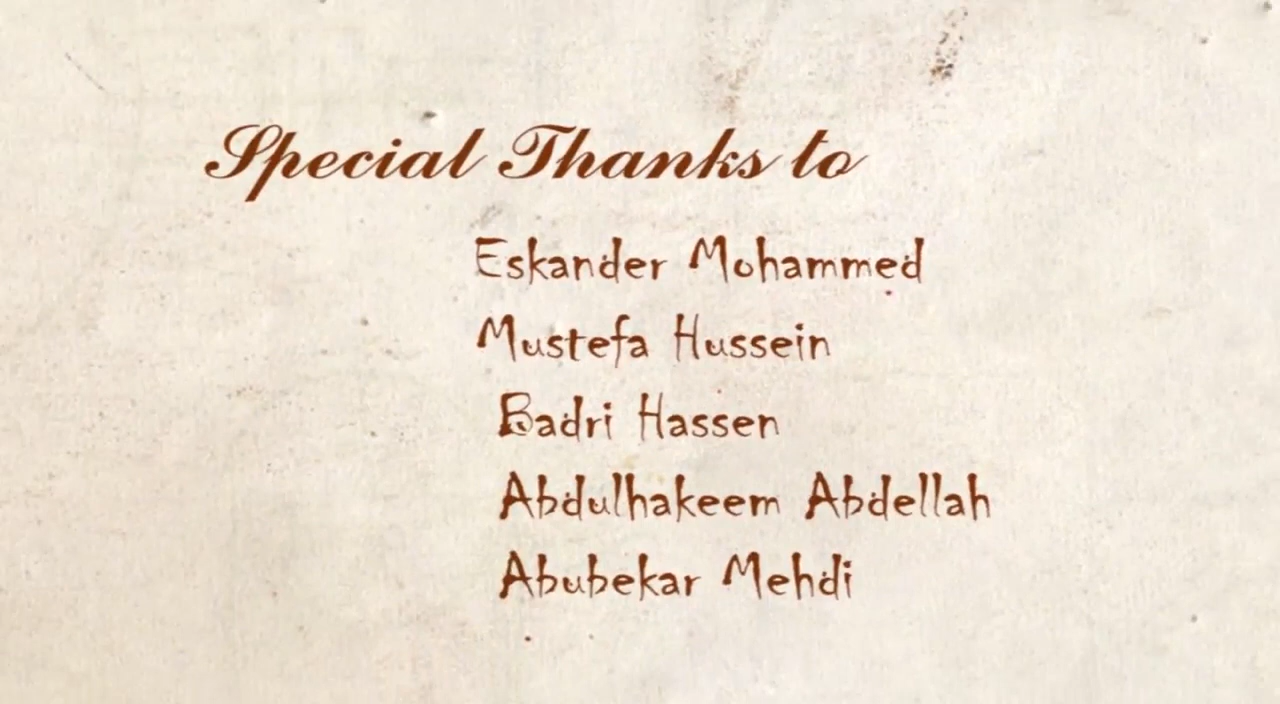 Special Thanks to
Eskander Mohammed
Mustefa Hussein
Badri Hassen
Abdulhakeem Abdellah
Abubekar Mehdi